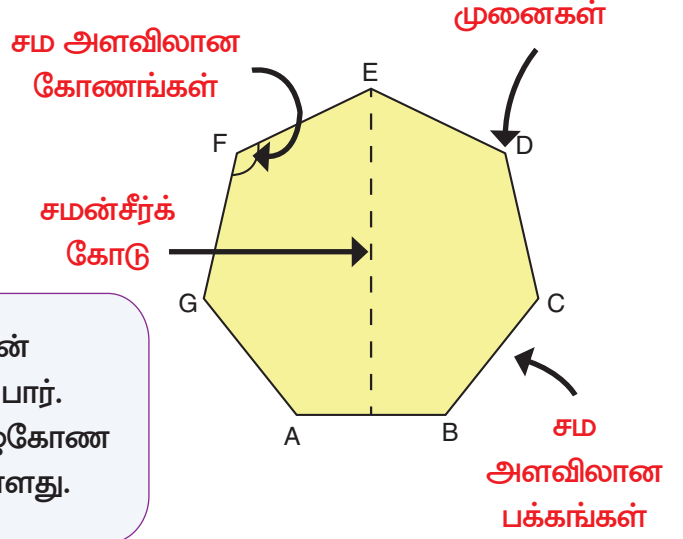 முனைகள்
சம அளவிலான
கோணங்கள்
E
F
D
சமன்சீர்க்
கோடு
G
C
A
B
சம
அளவிலான
பக்கங்கள்
பார்.